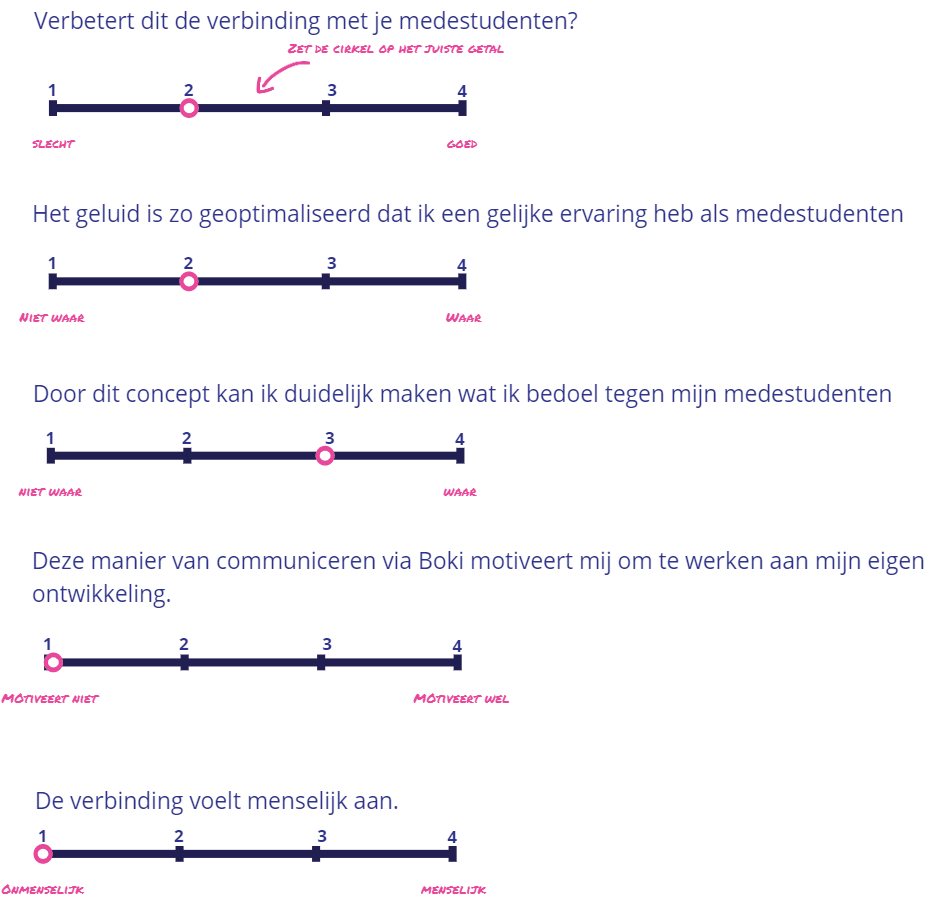 Verbetert dit de verbinding met je medestudenten?
Zet de cirkel op het juiste getal
1 2 3 4
slecht goed
Het geluid is zo geoptimaliseerd dat ik een gelijke ervaring heb als medestudenten
1 2 3 4
Niet waar Waar
Door dit concept kan ik duidelijk maken wat ik bedoel tegen mijn medestudenten
1 2 3 4
niet waar waar
Deze manier van communiceren via Boki motiveert mij om te werken aan mijn eigen
ontwikkeling.
1 2 3 4
MOtiveert niet MOtiveert wel
De verbinding voelt menselijk aan.
1 2 3 4
Onmenselijk menselijk